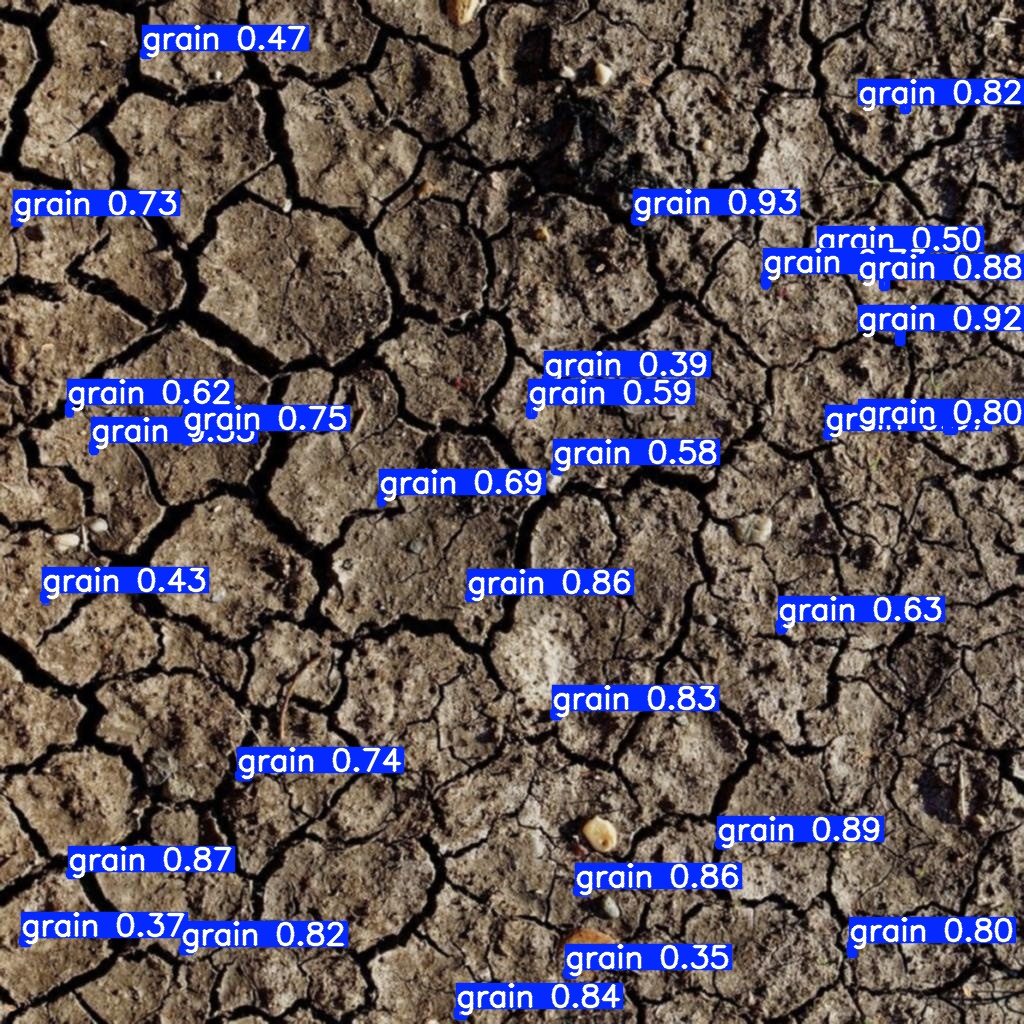 grain 0.47
grain 0.82
grain 0.73
grain 0.93
grain 0.50
grain
grain 0.88
grain 0.92
grain 0.39
grain 0.62
grain 0.59
grain 0.75
grain
grain 0.80
grain 0.58
grain 0.69
grain 0.43
grain 0.86
grain 0.63
grain 0.83
grain 0.74
grain 0.89
grain 0.87
grain 0.86
grain 0.37
grain 0.82
grain 0.80
grain 0.35
grain 0.84